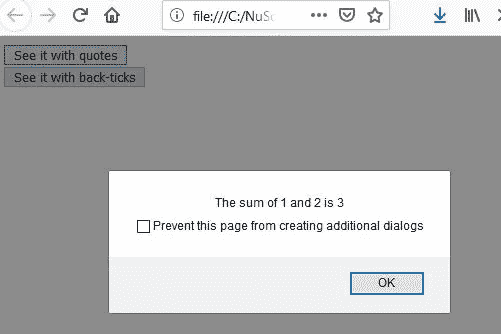 file:///C:/NuSc
See it with quotes
See it with back-ticks
The sum of 1 and 2 is 3
Prevent this page from creating additional dialogs
OK